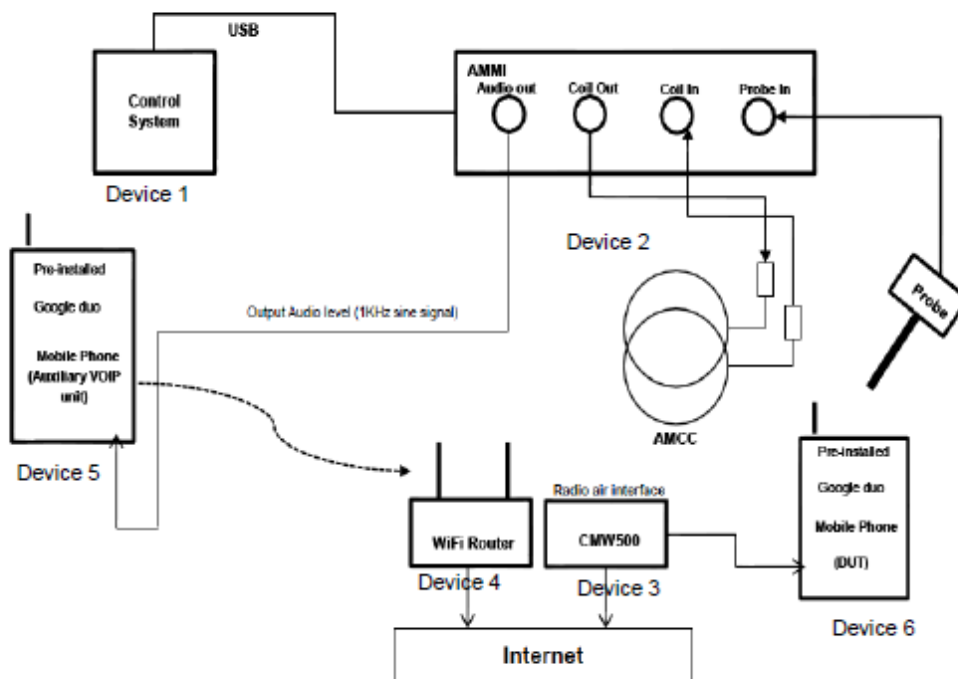 USB
AMMI
Audio out
Coil Out
Coil In
Probe In
Control
System
Device 1
Device 2
Pre-installed
Google duo
Mobile Phone
(Auxiliary VOIP
unit)
Device 5
Output Audio level (1KHz sine signal)
Probe
AMCC
Pre-installed
Google duo
Mobile Phone
(DUT)
Device 6
WiFi Router
Device 4
Radio air interface
CMW500
Device 3
Internet